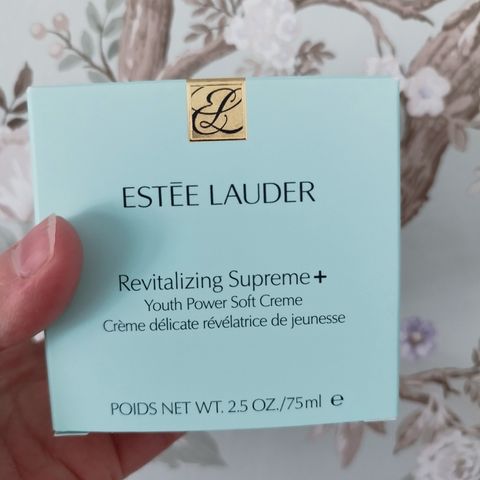 EL
ESTĒE LAUDER
Revitalizing Supreme+
Youth Power Soft Creme
Crème délicate révélatrice de jeunesse
POIDS NET WT. 2.5 OZ./75ml ℮